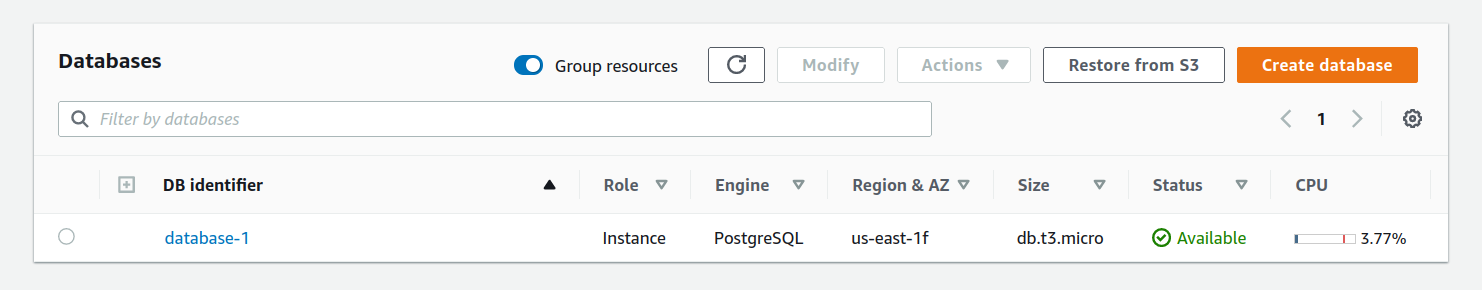 Databases
Group resources
Modify
Actions
Restore from S3
Create database
Filter by databases
1
DB identifier Role Engine Region & AZ Size Status CPU
database-1 Instance PostgreSQL us-east-1f db.t3.micro Available 3.77%